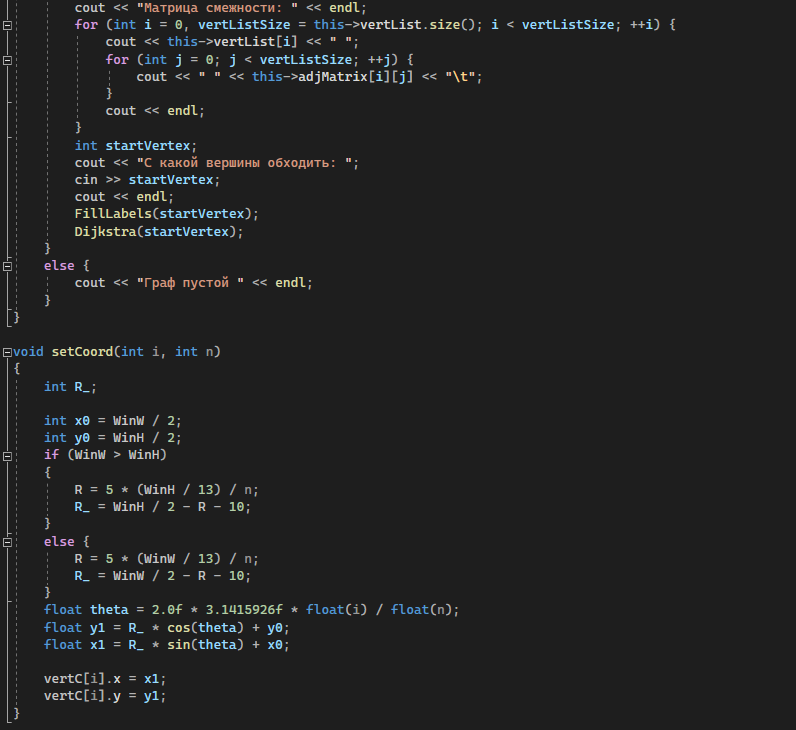 cout << "Матрица смежности: " << endl;
for (int i = 0, vertListSize = this->vertList.size(); i < vertListSize; ++i) {
cout << this->vertList[i] << " ";
for (int j = 0; j < vertListSize; ++j) {
cout << " " << this->adjMatrix[i][j] << "\t";
}
cout << endl;
}
int startVertex;
cout << "С какой вершины обходить: ";
cin >> startVertex;
cout << endl;
FillLabels(startVertex);
Dijkstra(startVertex);
}
else {
cout << "Граф пустой " << endl;
}
}
void setCoord(int i, int n)
{
int R_;
int x0 = WinW / 2;
int y0 = WinH / 2;
if (WinW > WinH)
{
R = 5 * (WinH / 13) / n;
R_ = WinH / 2 - R - 10;
}
else {
R = 5 * (WinW / 13) / n;
R_ = WinW / 2 - R - 10;
}
float theta = 2.0f * 3.1415926f * float(i) / float(n);
float y1 = R_ * cos(theta) + y0;
float x1 = R_ * sin(theta) + x0;
vertC[i].x = x1;
vertC[i].y = y1;
}